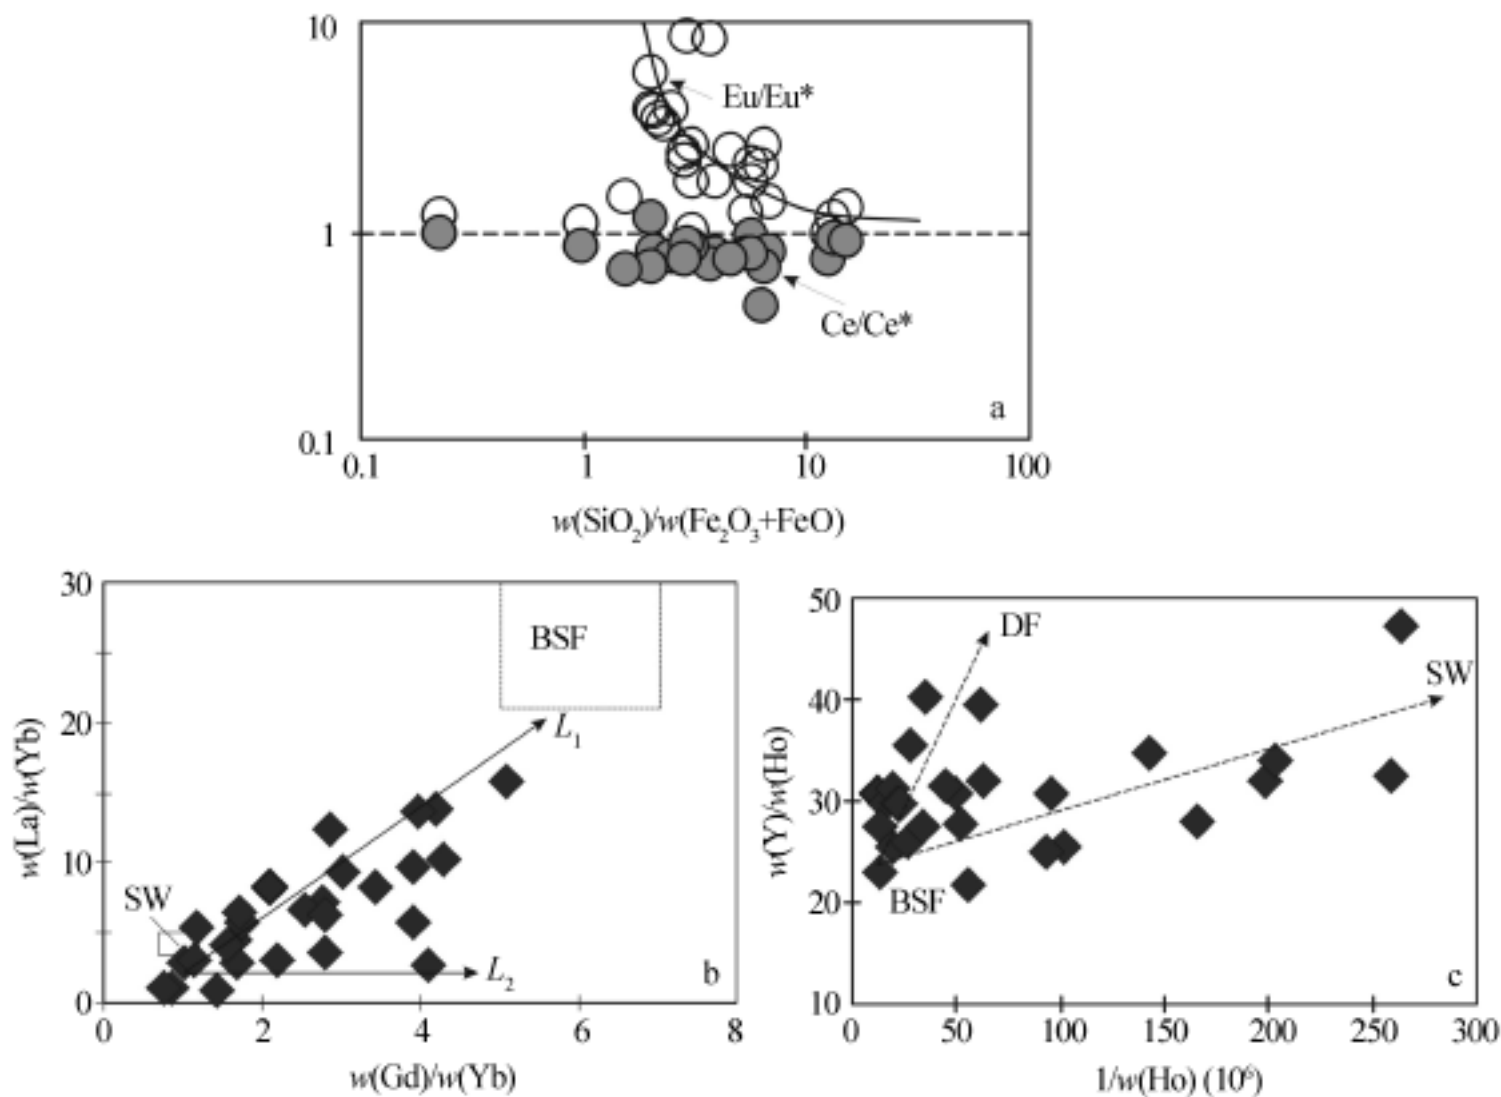 10
Eu/Eu*
1
Ce/Ce*
a
0.1
0.1 1 10 100
w(SiO₂)/w(Fe₂O₃+FeO)
30
BSF
20
L₁
w(La)/w(Yb)
10
SW
L₂
b
0
0 2 4 6 8
w(Gd)/w(Yb)
50
DF
SW
40
w(Y)/w(Ho)
30
20
BSF
c
10
0 50 100 150 200 250 300
1/w(Ho) (10⁶)